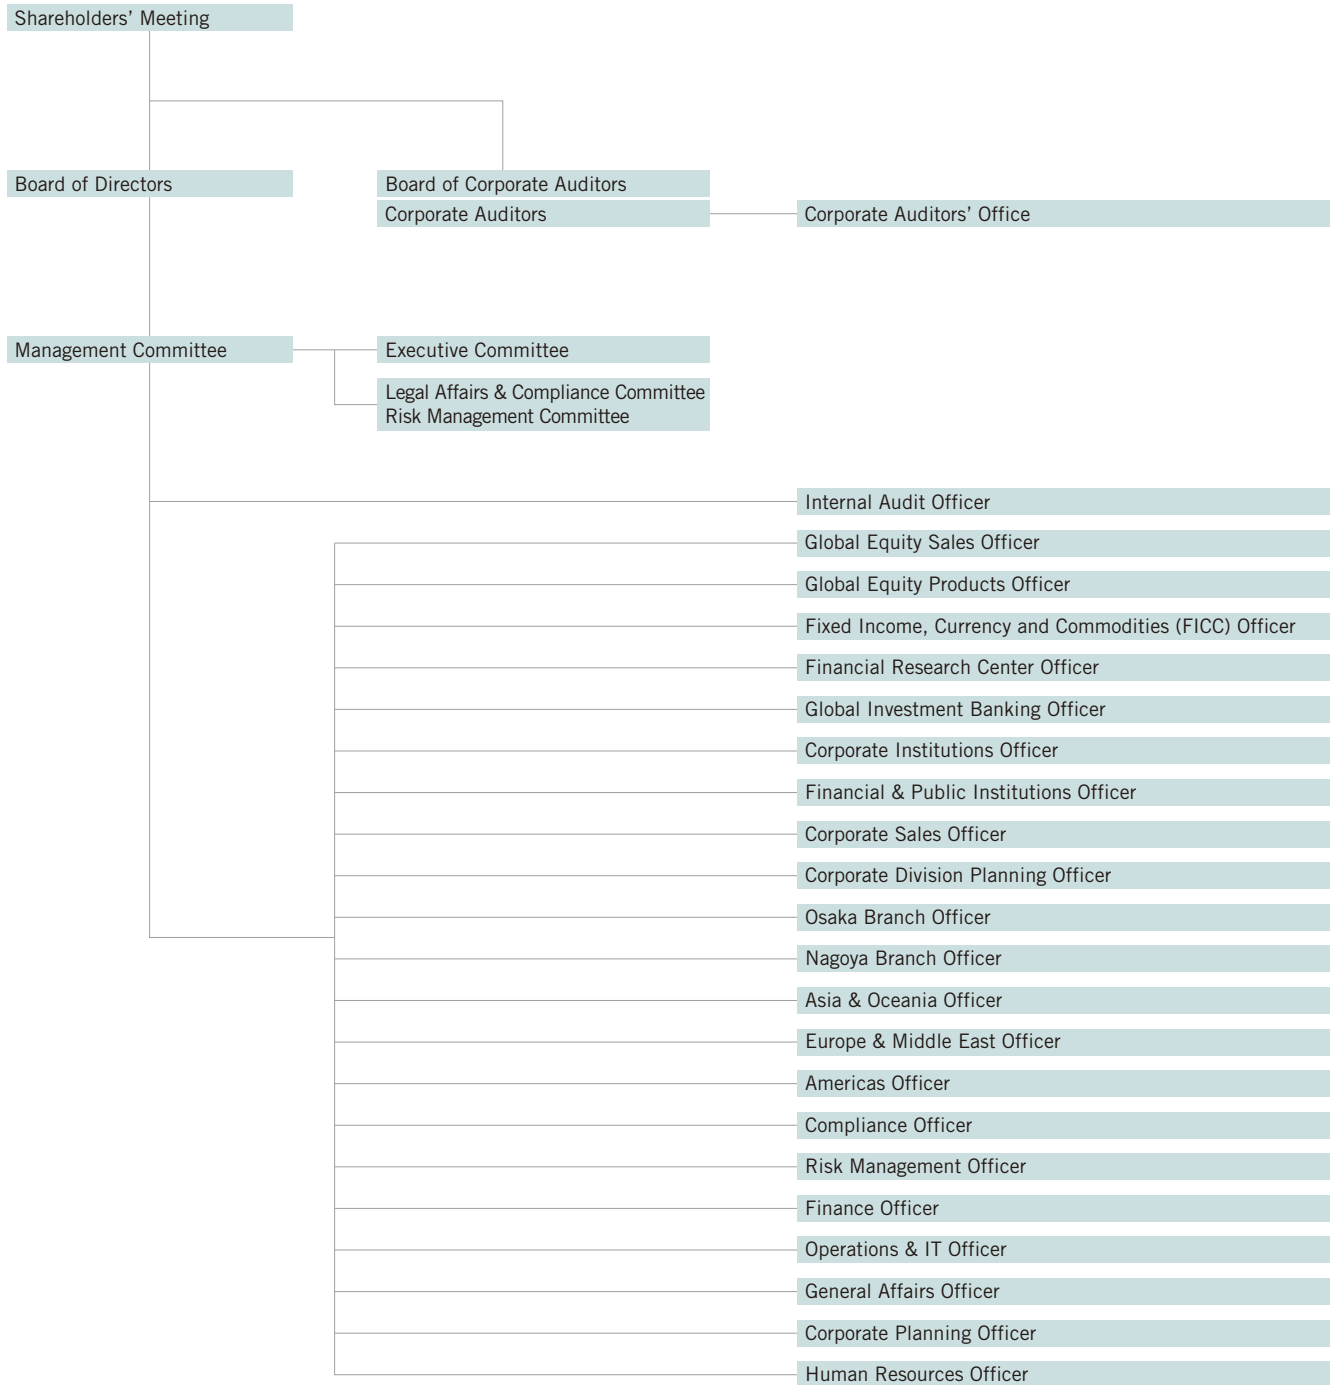 Shareholders’ Meeting
Board of Directors
Board of Corporate Auditors
Corporate Auditors
Corporate Auditors’ Office
Management Committee
Executive Committee
Legal Affairs & Compliance Committee
Risk Management Committee
Internal Audit Officer
Global Equity Sales Officer
Global Equity Products Officer
Fixed Income, Currency and Commodities (FICC) Officer
Financial Research Center Officer
Global Investment Banking Officer
Corporate Institutions Officer
Financial & Public Institutions Officer
Corporate Sales Officer
Corporate Division Planning Officer
Osaka Branch Officer
Nagoya Branch Officer
Asia & Oceania Officer
Europe & Middle East Officer
Americas Officer
Compliance Officer
Risk Management Officer
Finance Officer
Operations & IT Officer
General Affairs Officer
Corporate Planning Officer
Human Resources Officer